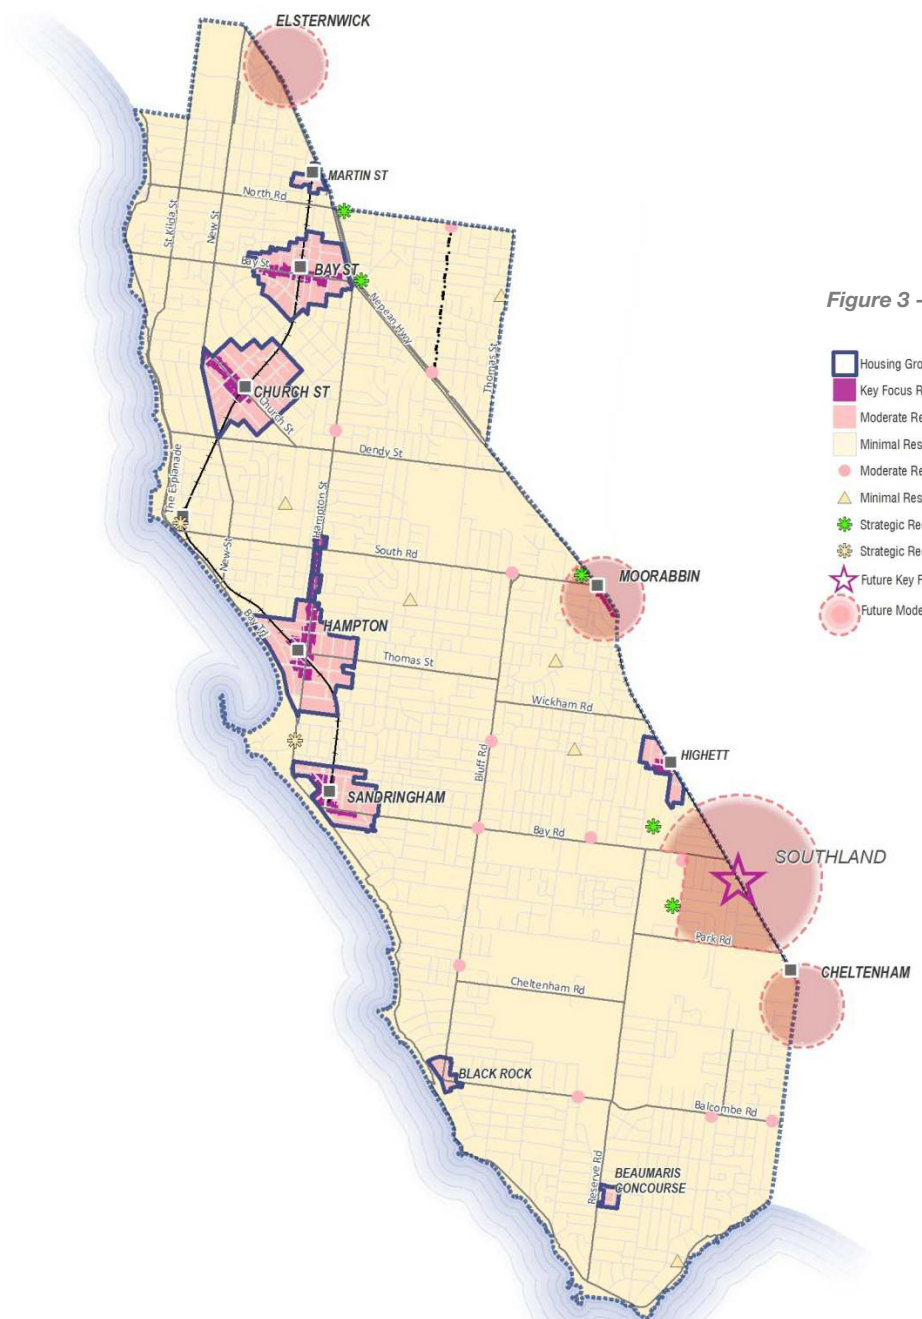 ELSTERNWICK
MARTIN ST
North Rd
St Kilda St
New St
Bay St
BAY ST
Nepean Hwy
Thomas St
Figure 3 -
Housing Gro
Key Focus R
Moderate Re
Minimal Res
Moderate Re
Minimal Res
Strategic Re
Strategic Re
Future Key F
Future Mode
CHURCH ST
Church St
Dendy St
The Esplanade
Hampton St
New St
South Rd
MOORABBIN
HAMPTON
Bay Trl
Thomas St
Wickham Rd
Bluff Rd
HIGHETT
SANDRINGHAM
Bay Rd
SOUTHLAND
Park Rd
CHELTENHAM
Cheltenham Rd
BLACK ROCK
Balcombe Rd
Reserve Rd
BEAUMARIS
CONCOURSE